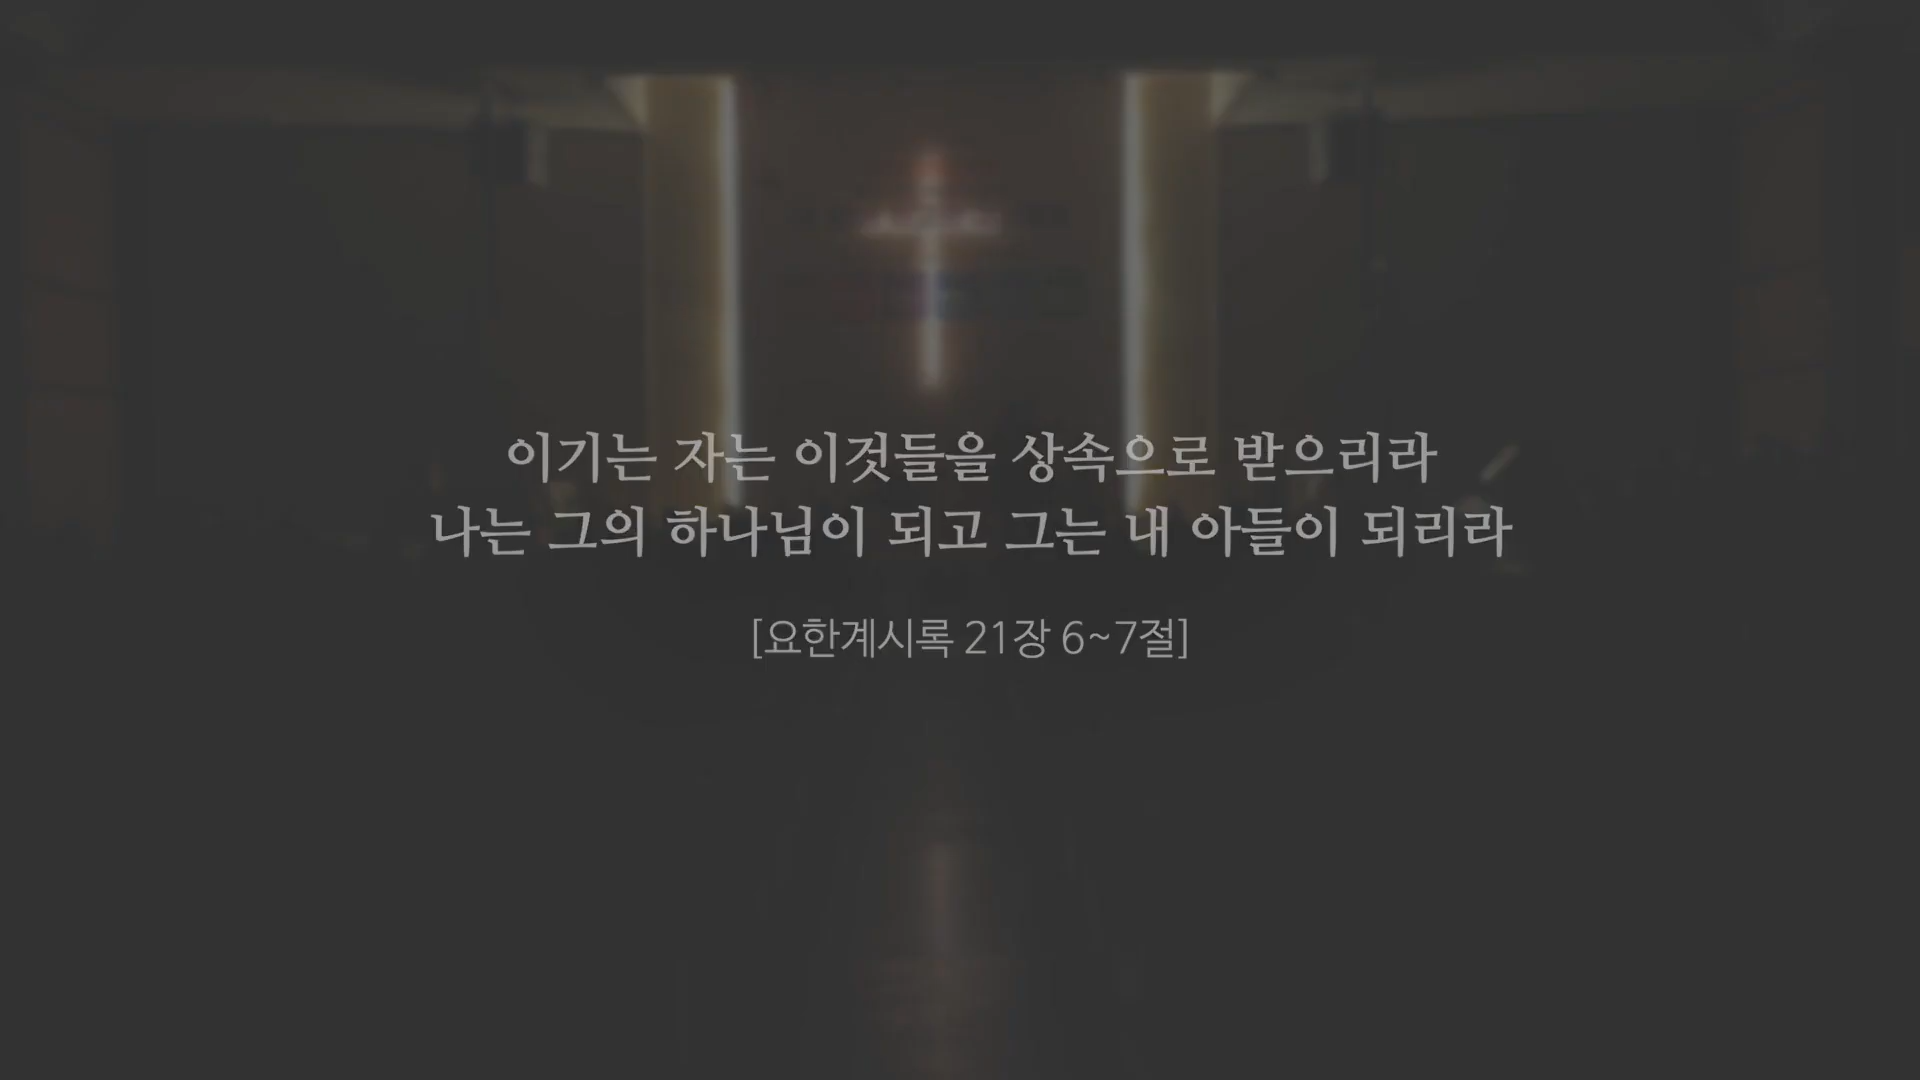 이기는 자는 이것들을 상속으로 받으리라
나는 그의 하나님이 되고 그는 내 아들이 되리라
[요한계시록 21장 6~7절]